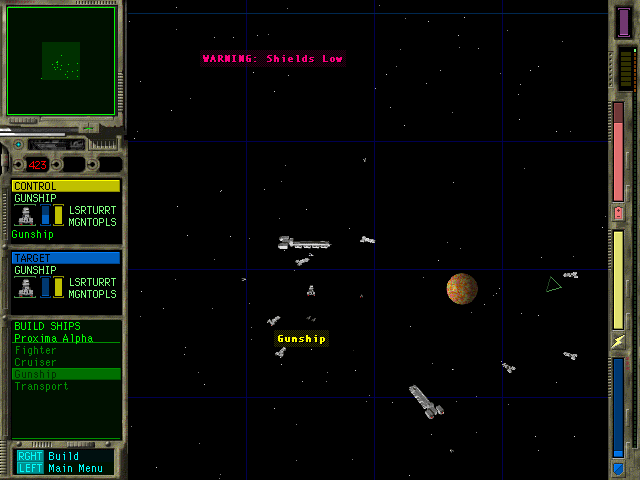 WARNING: Shields Low
423
CONTROL
GUNSHIP
LSRTURRT
MGNTOPLS
Gunship
TARGET
GUNSHIP
LSRTURRT
MGNTOPLS
Gunship
BUILD SHIPS
Proxima Alpha
Fighter
Cruiser
Gunship
Transport
RGHT Build
LEFT Main Menu